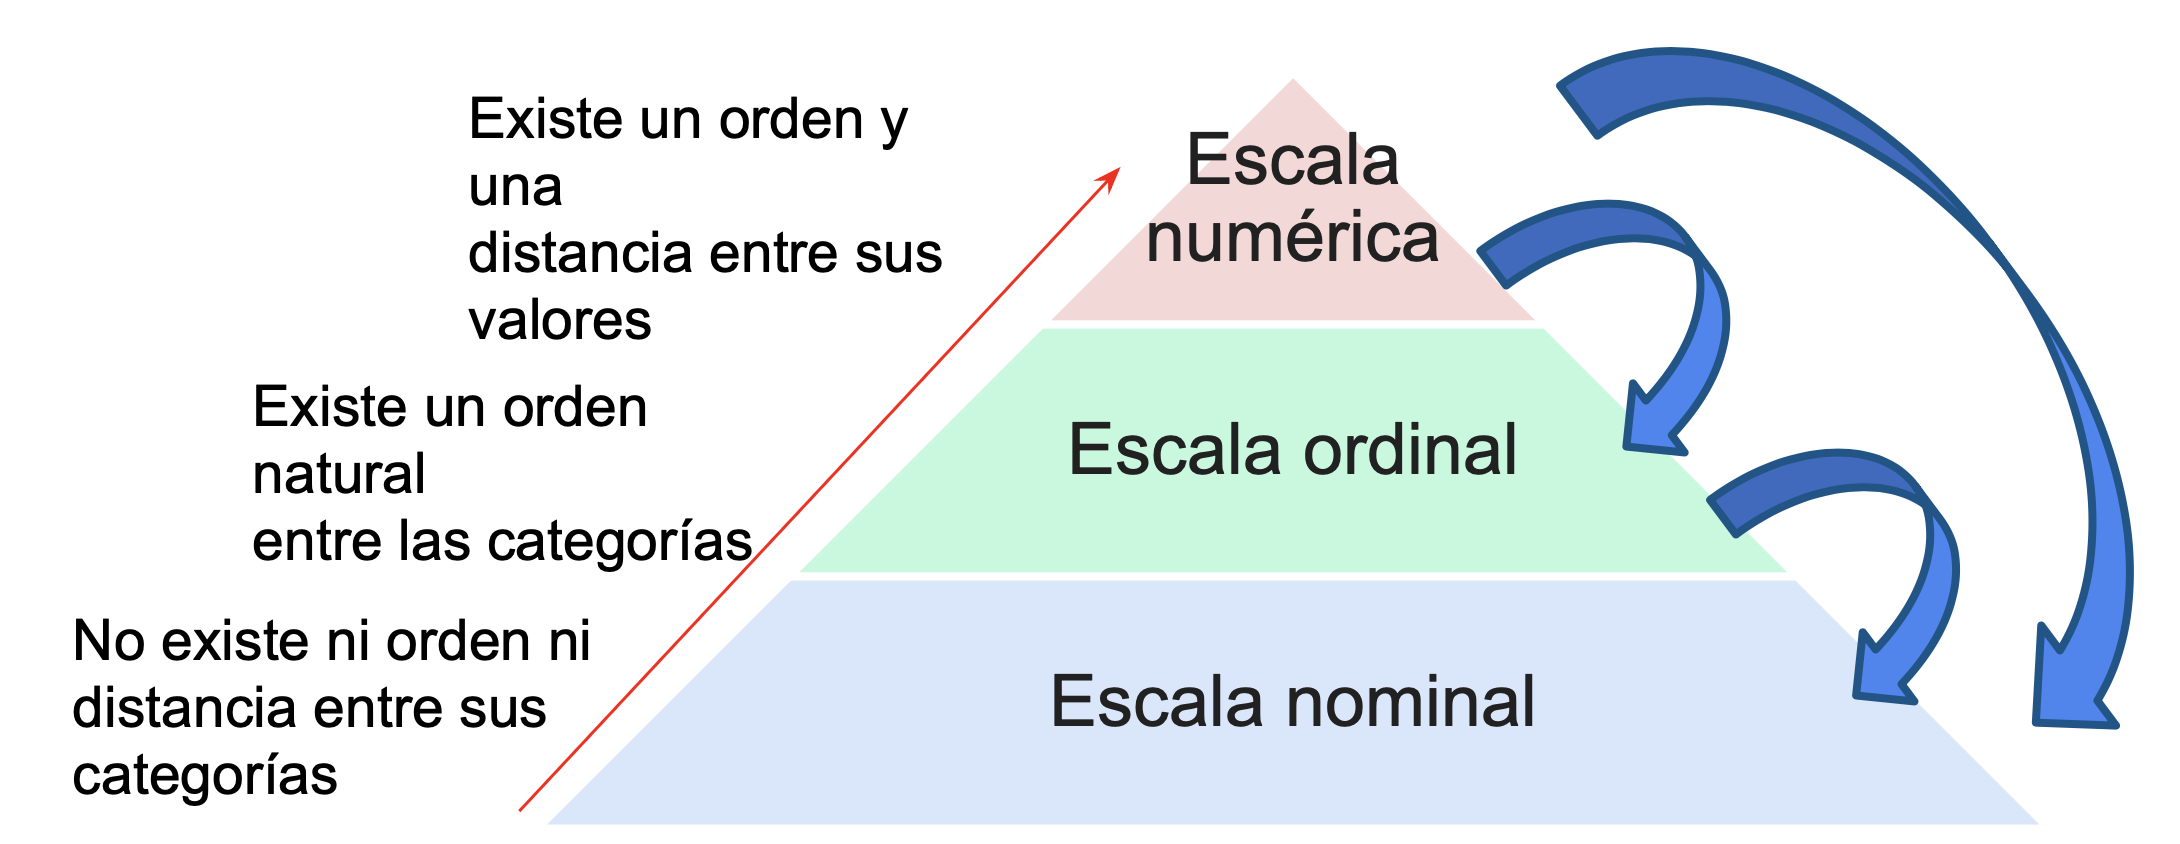 Existe un orden y
una
distancia entre sus
valores
Existe un orden
natural
entre las categorías
No existe ni orden ni
distancia entre sus
categorías
Escala
numérica
Escala ordinal
Escala nominal